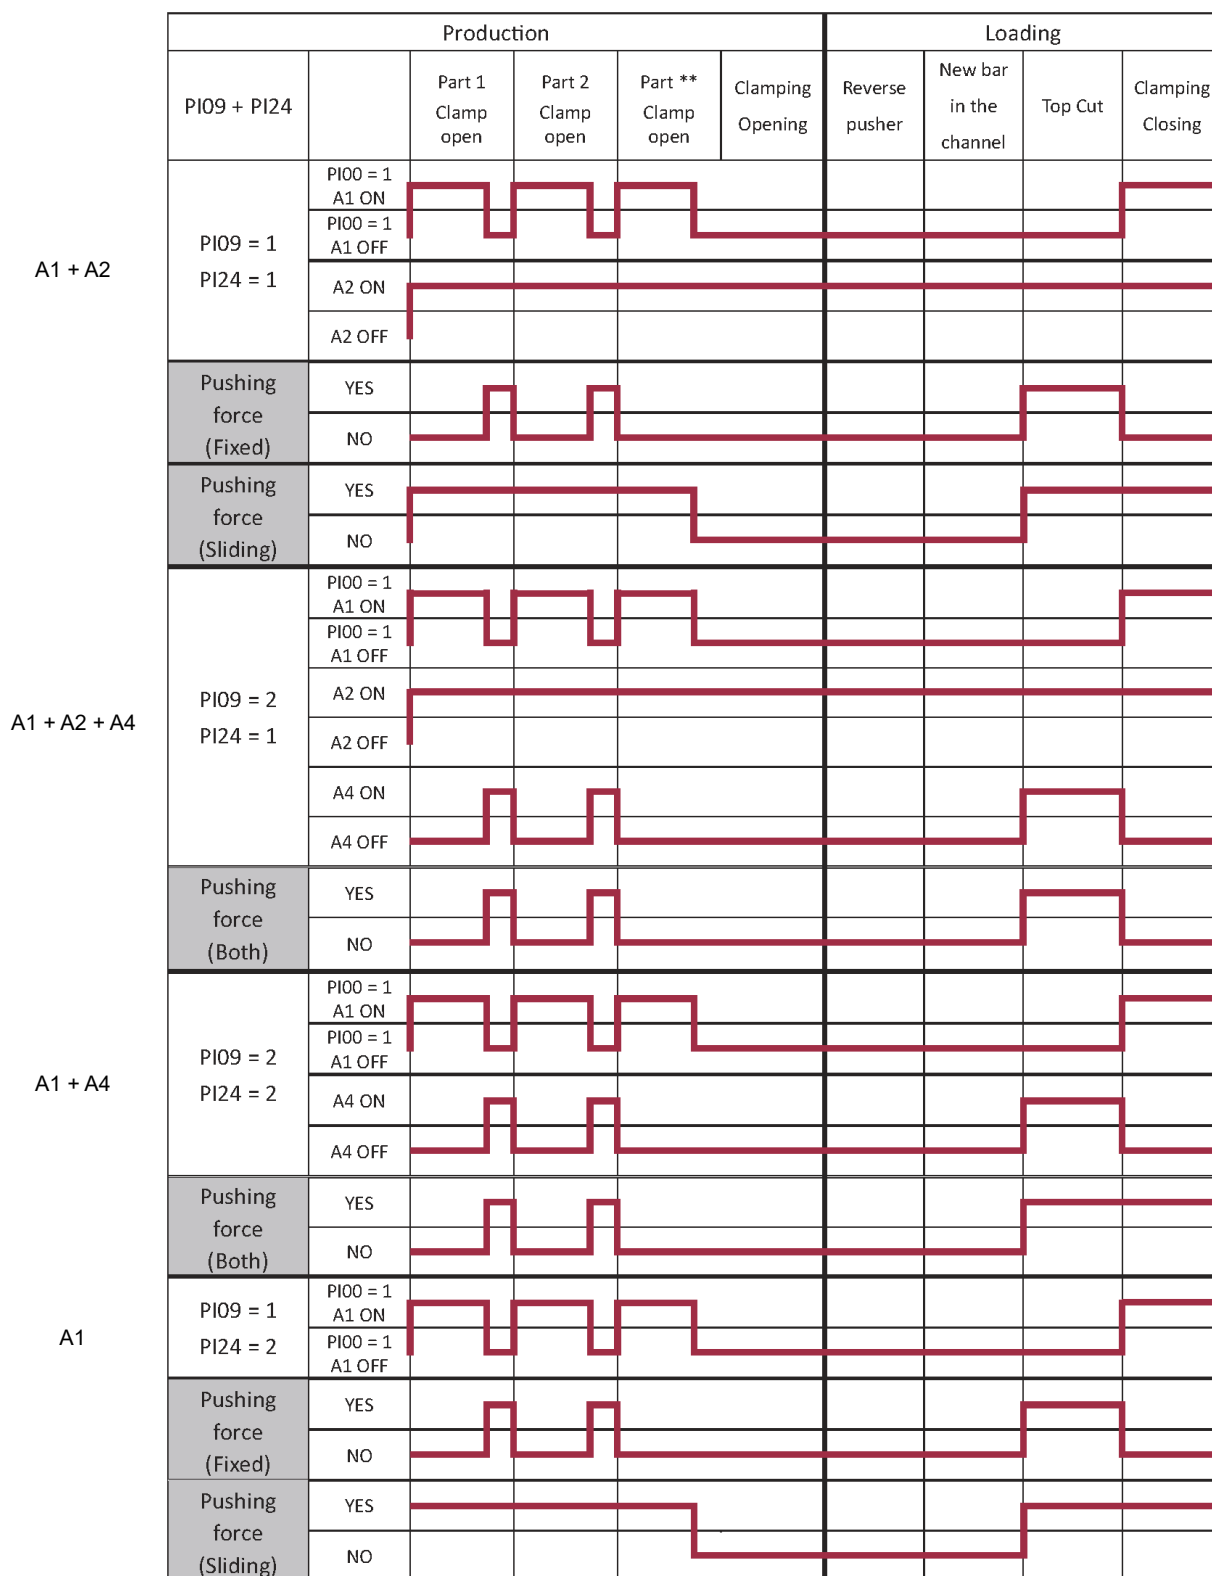 Production
Loading
PI09 + PI24
Part 1
Clamp
open
Part 2
Clamp
open
Part **
Clamp
open
Clamping
Opening
Reverse
pusher
New bar
in the
channel
Top Cut
Clamping
Closing
A1 + A2
PI09 = 1
PI24 = 1
PI00 = 1
A1 ON
PI00 = 1
A1 OFF
A2 ON
A2 OFF
Pushing
force
(Fixed)
YES
NO
Pushing
force
(Sliding)
YES
NO
A1 + A2 + A4
PI09 = 2
PI24 = 1
PI00 = 1
A1 ON
PI00 = 1
A1 OFF
A2 ON
A2 OFF
A4 ON
A4 OFF
Pushing
force
(Both)
YES
NO
A1 + A4
PI09 = 2
PI24 = 2
PI00 = 1
A1 ON
PI00 = 1
A1 OFF
A4 ON
A4 OFF
Pushing
force
(Both)
YES
NO
A1
PI09 = 1
PI24 = 2
PI00 = 1
A1 ON
PI00 = 1
A1 OFF
Pushing
force
(Fixed)
YES
NO
Pushing
force
(Sliding)
YES
NO